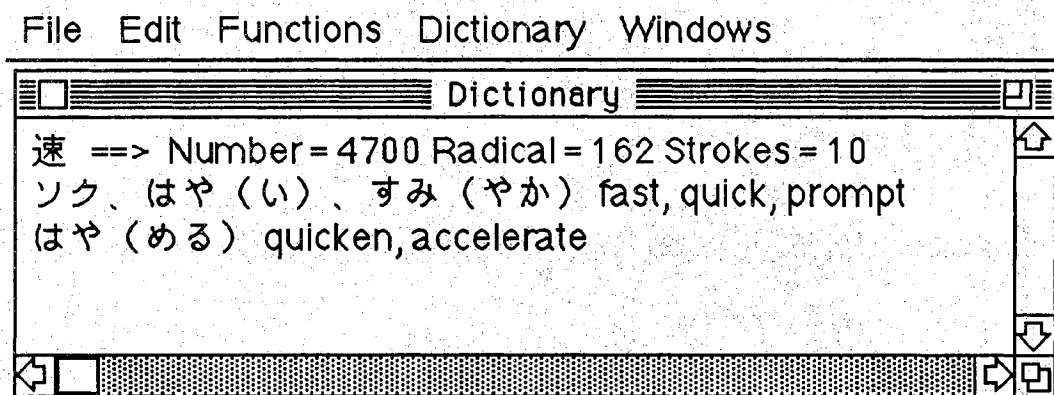 File Edit Functions Dictionary Windows
Dictionary
速 ==> Number = 4700 Radical = 162 Strokes = 10
ソク、はや（い）、すみ（やか） fast, quick, prompt
はや（める） quicken, accelerate